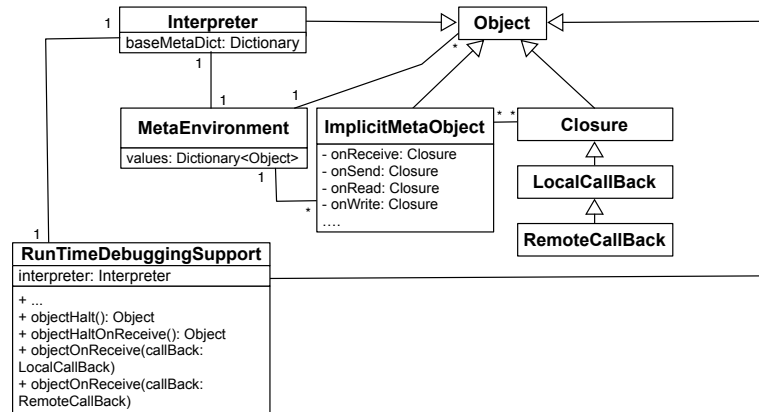 Interpreter
baseMetaDict: Dictionary
Object
1
1
*
1
1
1
MetaEnvironment
values: Dictionary<Object>
1
*
ImplicitMetaObject
- onReceive: Closure
- onSend: Closure
- onRead: Closure
- onWrite: Closure
....
* *
Closure
LocalCallBack
RemoteCallBack
1
RunTimeDebuggingSupport
interpreter: Interpreter
+ ...
+ objectHalt(): Object
+ objectHaltOnReceive(): Object
+ objectOnReceive(callBack:
LocalCallBack)
+ objectOnReceive(callBack:
RemoteCallBack)